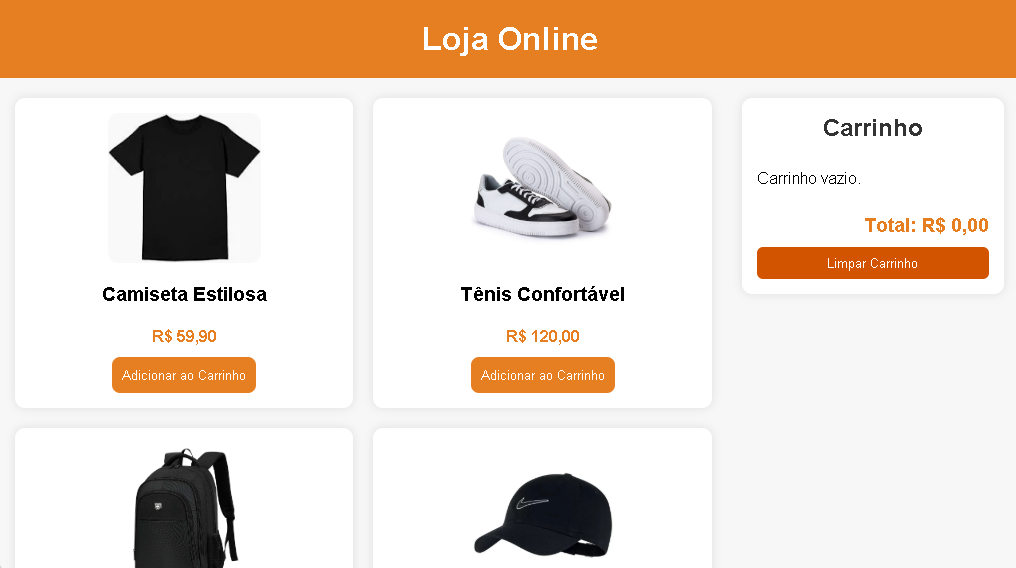 Loja Online
Camiseta Estilosa
R$ 59,90
Adicionar ao Carrinho
Tênis Confortável
R$ 120,00
Adicionar ao Carrinho
Carrinho
Carrinho vazio.
Total: R$ 0,00
Limpar Carrinho